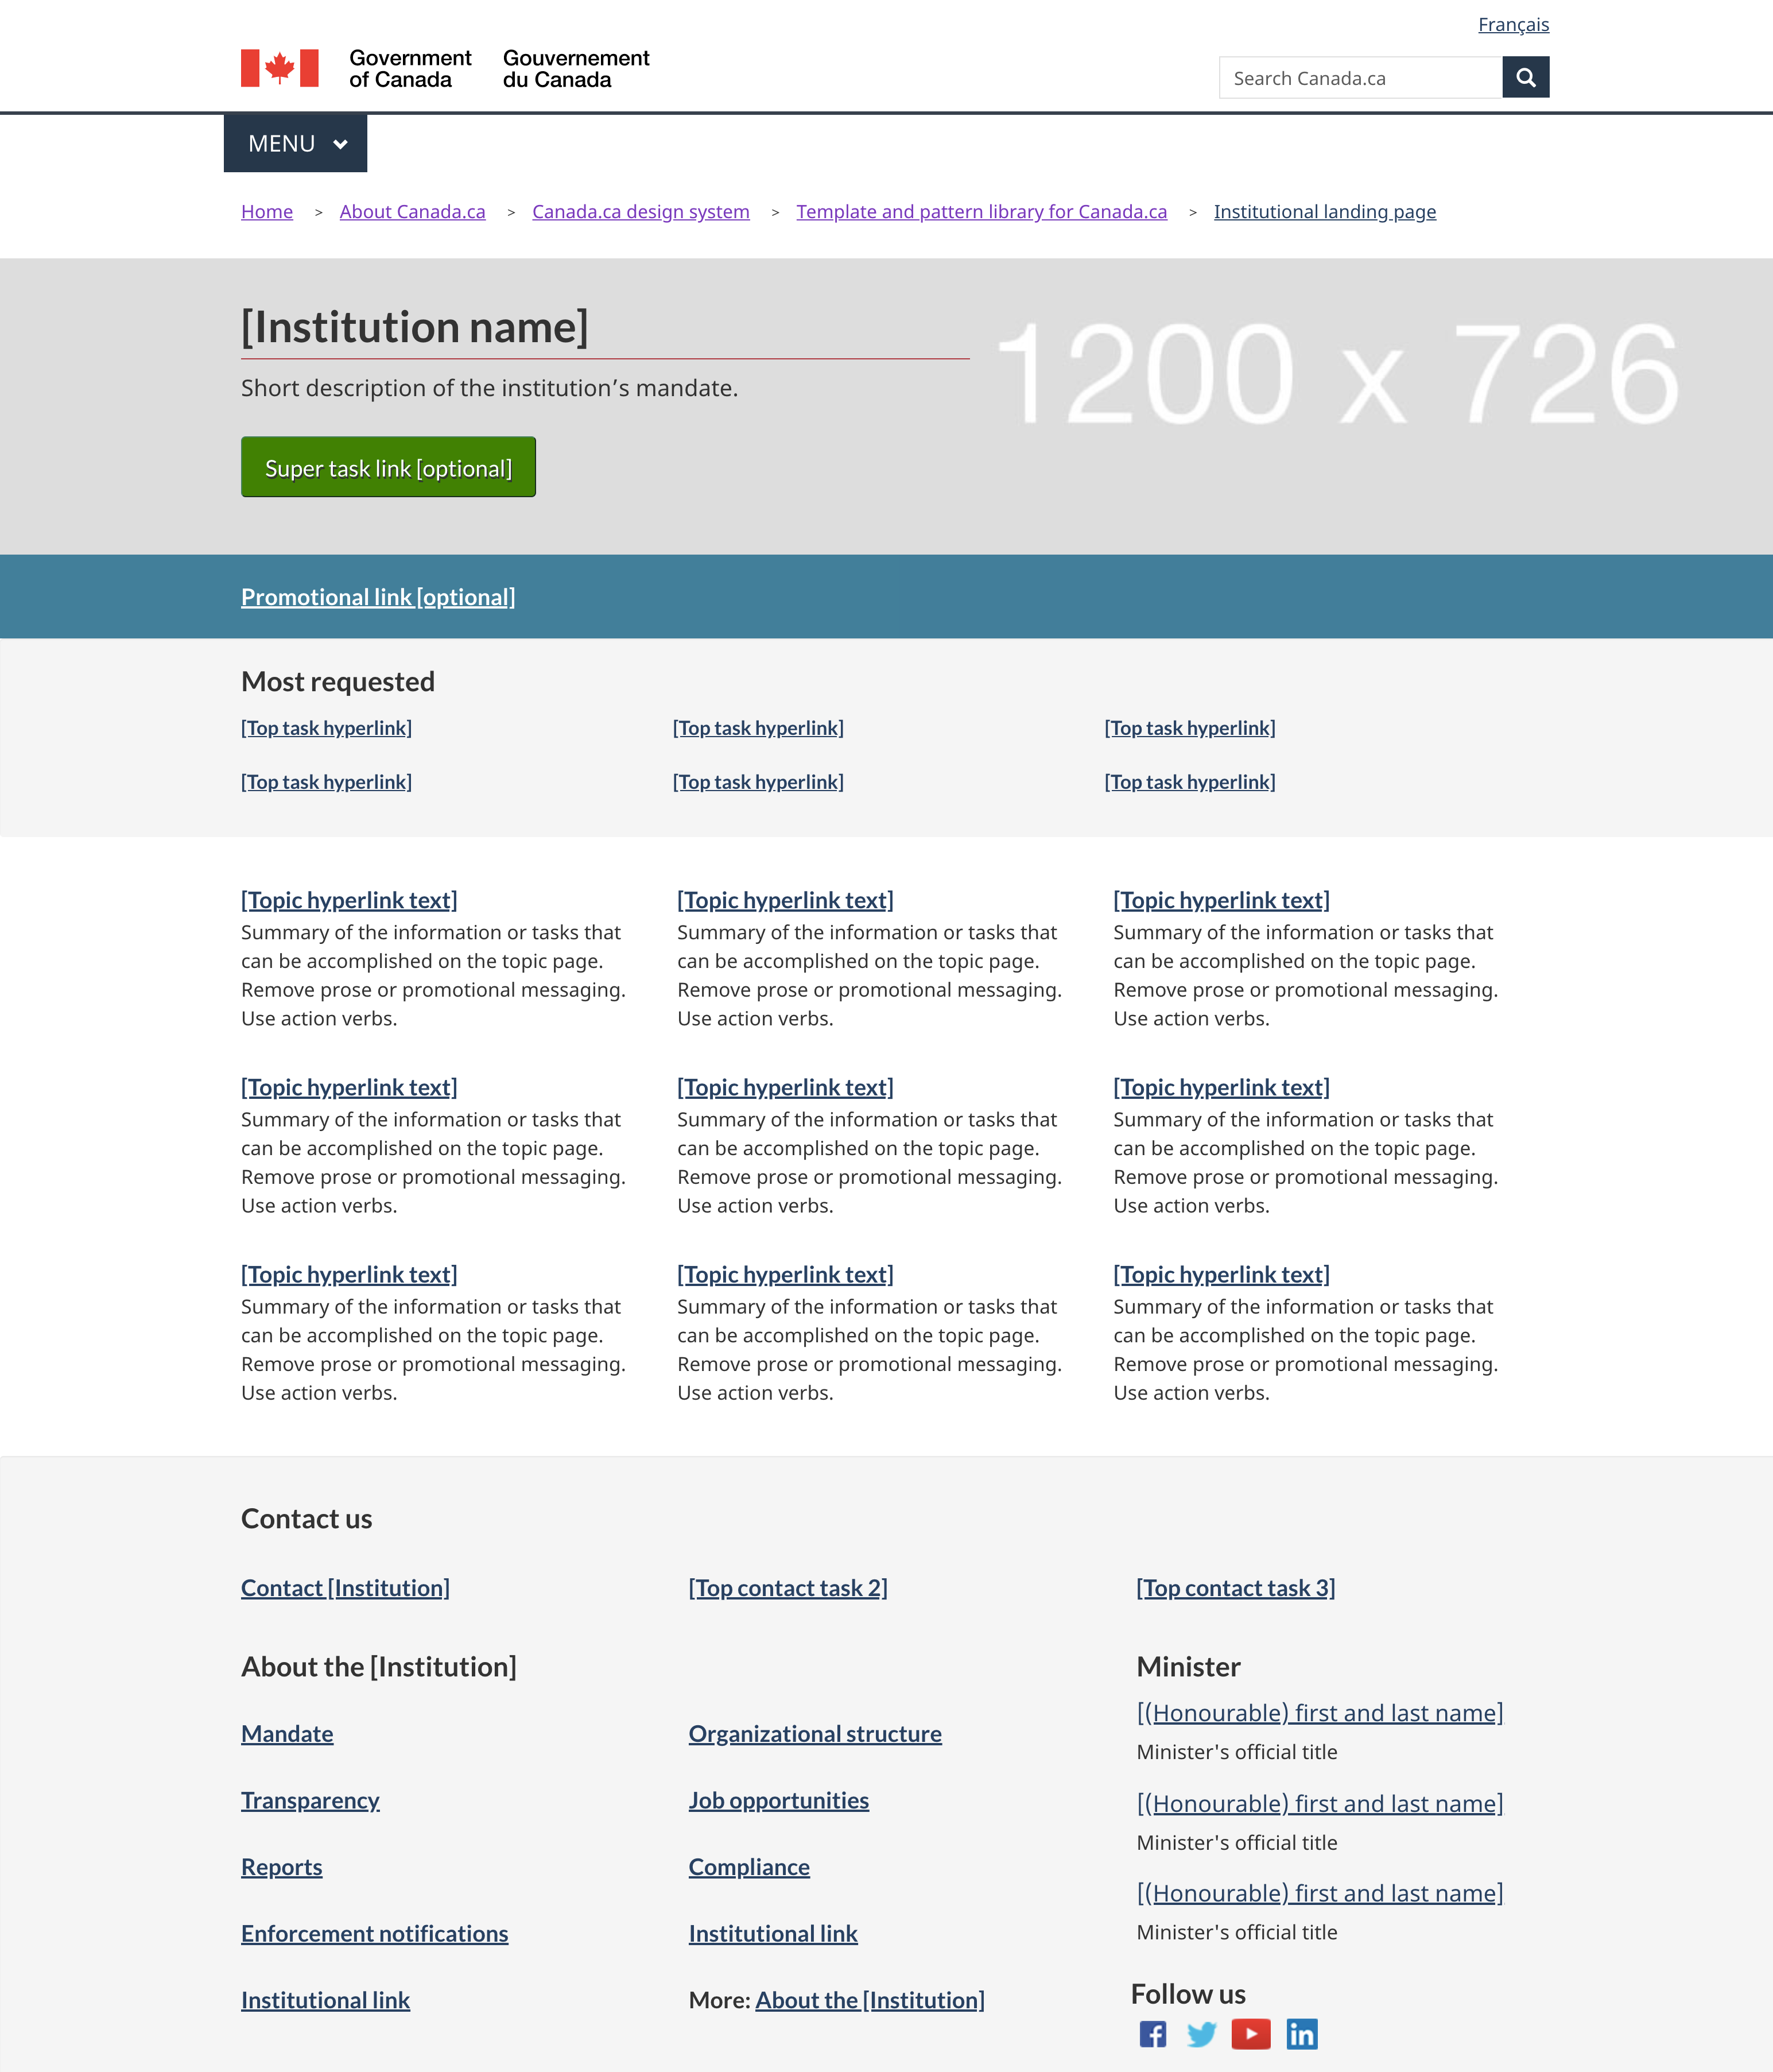 Français
Government of Canada
Gouvernement du Canada
Search Canada.ca
MENU
Home > About Canada.ca > Canada.ca design system > Template and pattern library for Canada.ca > Institutional landing page
[Institution name]
1200 x 726
Short description of the institution’s mandate.
Super task link [optional]
Promotional link [optional]
Most requested
[Top task hyperlink] [Top task hyperlink] [Top task hyperlink]
[Top task hyperlink] [Top task hyperlink] [Top task hyperlink]
[Topic hyperlink text]
Summary of the information or tasks that
can be accomplished on the topic page.
Remove prose or promotional messaging.
Use action verbs.
[Topic hyperlink text]
Summary of the information or tasks that
can be accomplished on the topic page.
Remove prose or promotional messaging.
Use action verbs.
[Topic hyperlink text]
Summary of the information or tasks that
can be accomplished on the topic page.
Remove prose or promotional messaging.
Use action verbs.
[Topic hyperlink text]
Summary of the information or tasks that
can be accomplished on the topic page.
Remove prose or promotional messaging.
Use action verbs.
[Topic hyperlink text]
Summary of the information or tasks that
can be accomplished on the topic page.
Remove prose or promotional messaging.
Use action verbs.
[Topic hyperlink text]
Summary of the information or tasks that
can be accomplished on the topic page.
Remove prose or promotional messaging.
Use action verbs.
[Topic hyperlink text]
Summary of the information or tasks that
can be accomplished on the topic page.
Remove prose or promotional messaging.
Use action verbs.
[Topic hyperlink text]
Summary of the information or tasks that
can be accomplished on the topic page.
Remove prose or promotional messaging.
Use action verbs.
[Topic hyperlink text]
Summary of the information or tasks that
can be accomplished on the topic page.
Remove prose or promotional messaging.
Use action verbs.
Contact us
Contact [Institution] [Top contact task 2] [Top contact task 3]
About the [Institution]
Mandate Organizational structure
Transparency Job opportunities
Reports Compliance
Enforcement notifications Institutional link
Institutional link More: About the [Institution]
Minister
[(Honourable) first and last name]
Minister's official title
[(Honourable) first and last name]
Minister's official title
[(Honourable) first and last name]
Minister's official title
Follow us